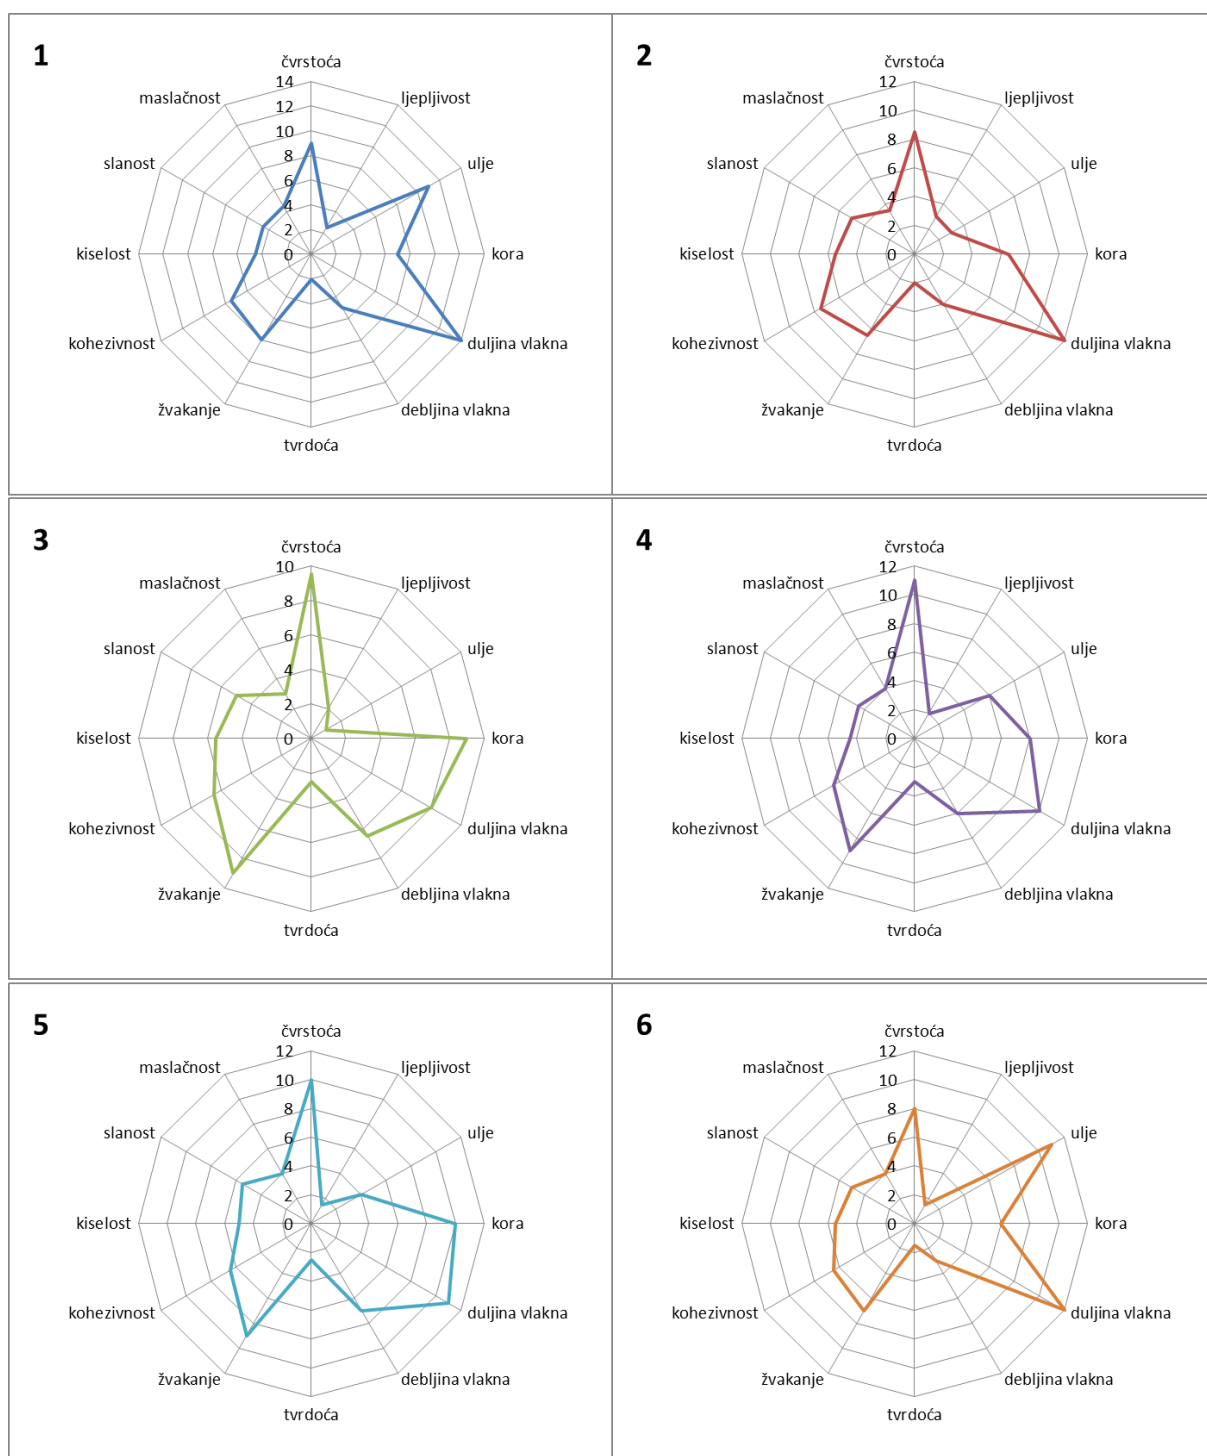 1
čvrstoća
14
maslačnost
ljepljivost
12
10
slanost
ulje
8
6
4
2
kiselost
0
kora
kohezivnost
duljina vlakna
žvakanje
debljina vlakna
tvrdoća
2
čvrstoća
12
maslačnost
ljepljivost
10
8
slanost
ulje
6
4
2
kiselost
0
kora
kohezivnost
duljina vlakna
žvakanje
debljina vlakna
tvrdoća
3
čvrstoća
10
maslačnost
ljepljivost
8
6
slanost
ulje
4
2
kiselost
0
kora
kohezivnost
duljina vlakna
žvakanje
debljina vlakna
tvrdoća
4
čvrstoća
12
maslačnost
ljepljivost
10
8
slanost
ulje
6
4
2
kiselost
0
kora
kohezivnost
duljina vlakna
žvakanje
debljina vlakna
tvrdoća
5
čvrstoća
12
maslačnost
ljepljivost
10
8
slanost
ulje
6
4
2
kiselost
0
kora
kohezivnost
duljina vlakna
žvakanje
debljina vlakna
tvrdoća
6
čvrstoća
12
maslačnost
ljepljivost
10
8
slanost
ulje
6
4
2
kiselost
0
kora
kohezivnost
duljina vlakna
žvakanje
debljina vlakna
tvrdoća